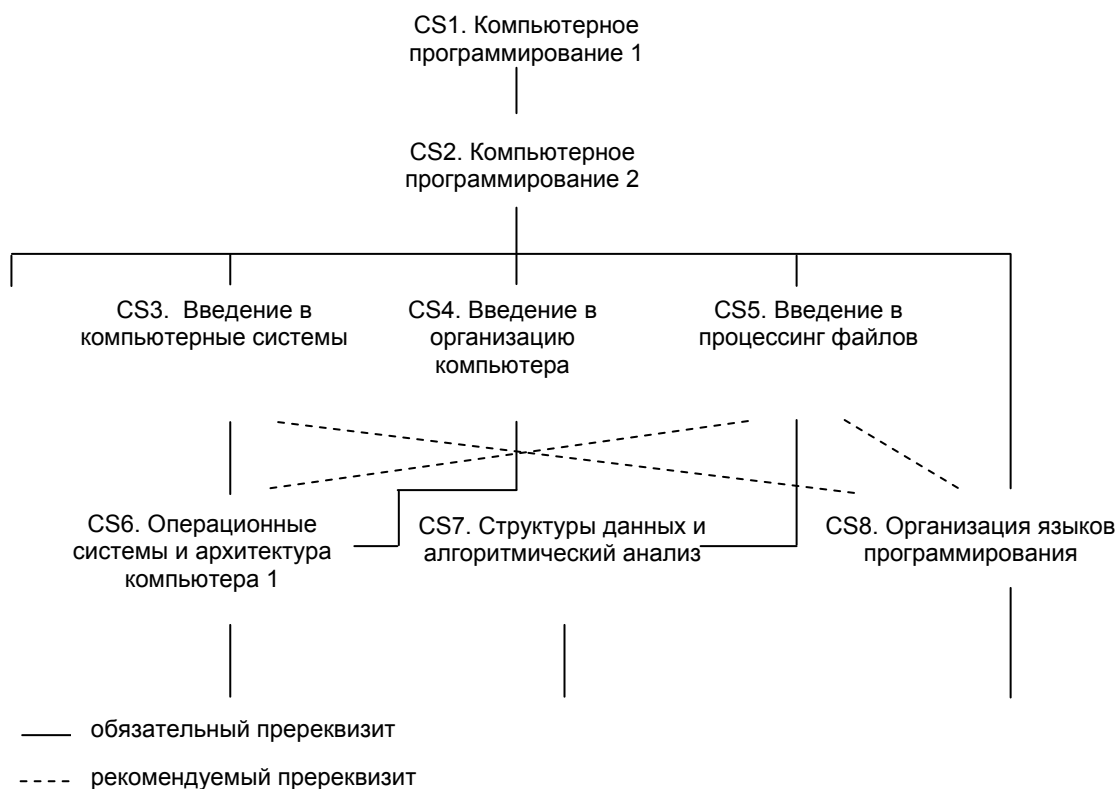 CS1. Компьютерное
программирование 1
CS2. Компьютерное
программирование 2
CS3. Введение в
компьютерные системы
CS4. Введение в
организацию
компьютера
CS5. Введение в
процессинг файлов
CS6. Операционные
системы и архитектура
компьютера 1
CS7. Структуры данных и
алгоритмический анализ
CS8. Организация языков
программирования
обязательный пререквизит
рекомендуемый пререквизит